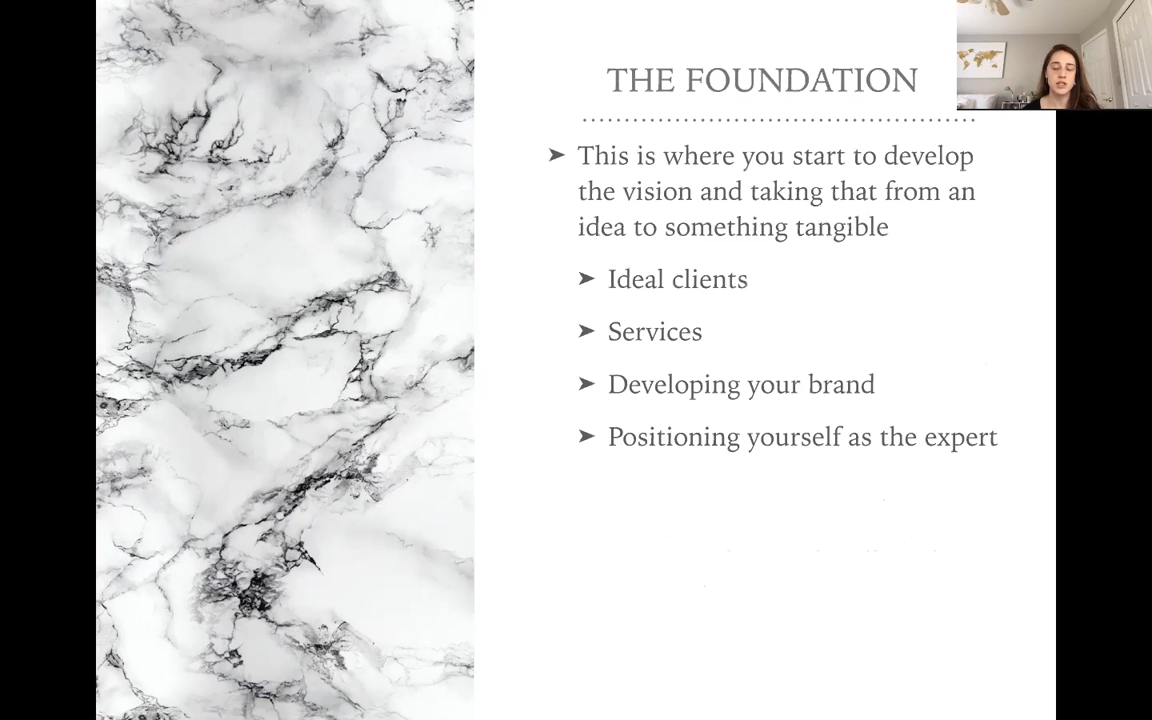 THE FOUNDATION
This is where you start to develop
the vision and taking that from an
idea to something tangible
Ideal clients
Services
Developing your brand
Positioning yourself as the expert